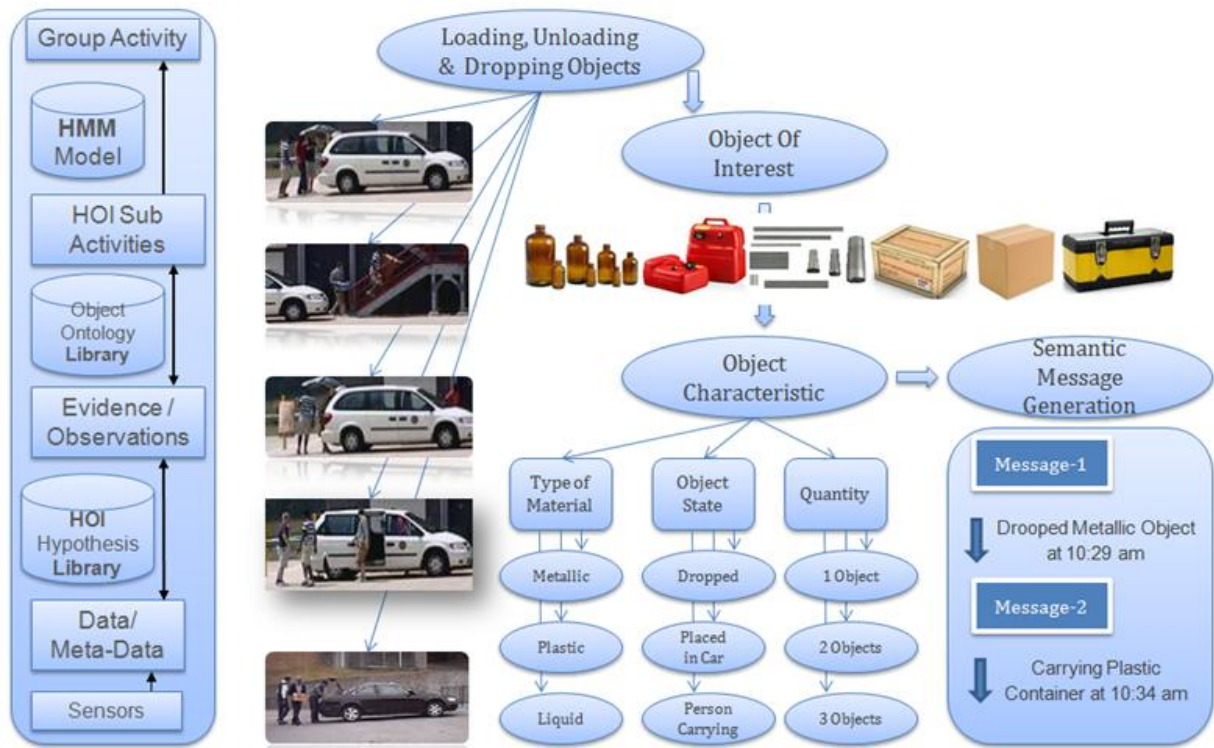 Group Activity
HMM
Model
HOI Sub
Activities
Object
Ontology
Library
Evidence /
Observations
HOI
Hypothesis
Library
Data/
Meta-Data
Sensors
Loading, Unloading
& Dropping Objects
Object Of
Interest
Object
Characteristic
Semantic
Message
Generation
Type of
Material
Object
State
Quantity
Metallic
Dropped
1 Object
Plastic
Placed
in Car
2 Objects
Liquid
Person
Carrying
3 Objects
Message-1
Drooped Metallic Object
at 10:29 am
Message-2
Carrying Plastic
Container at 10:34 am